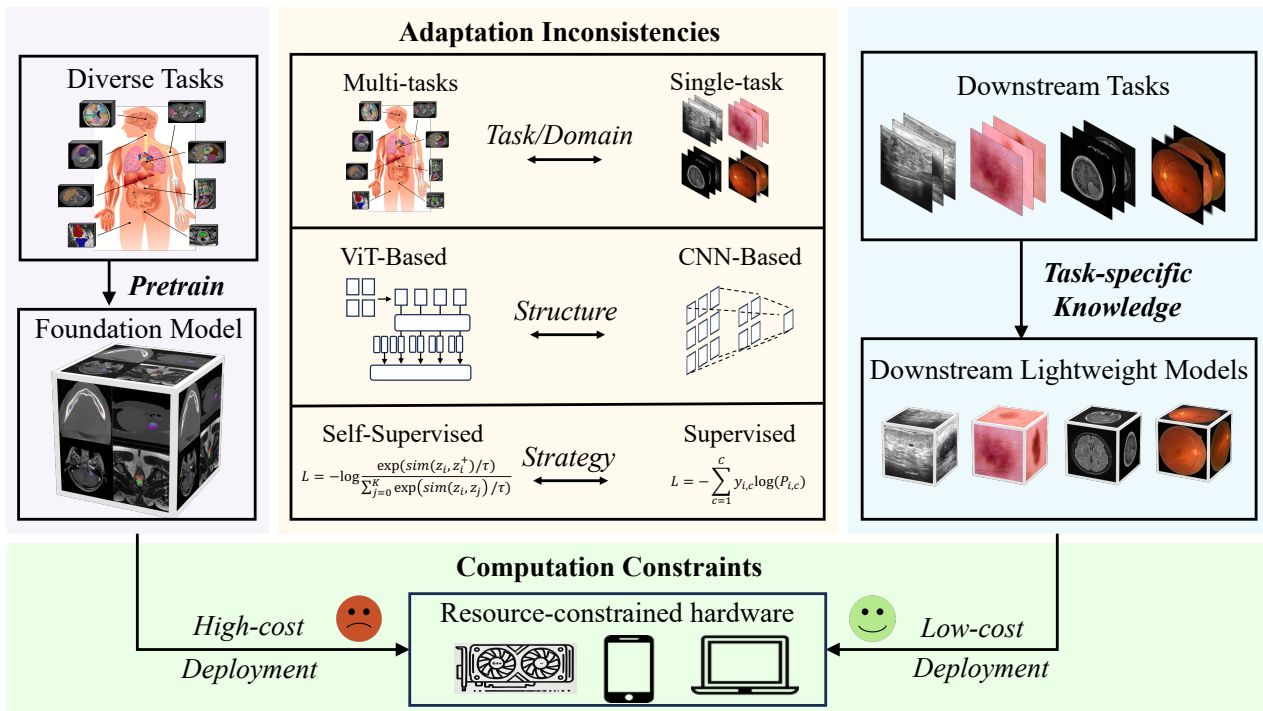 Diverse Tasks
Pretrain
Foundation Model
Adaptation Inconsistencies
Multi-tasks
Task/Domain
Single-task
ViT-Based
Structure
CNN-Based
Self-Supervised
L = −log exp(sim(z_i, z_i^+)/τ) / ∑_{j=0}^{K} exp(sim(z_i, z_j)/τ)
Strategy
Supervised
L = −∑_{c=1}^{C} y_{i,c} log(P_{i,c})
Downstream Tasks
Task-specific
Knowledge
Downstream Lightweight Models
Computation Constraints
High-cost
Deployment
Resource-constrained hardware
Low-cost
Deployment